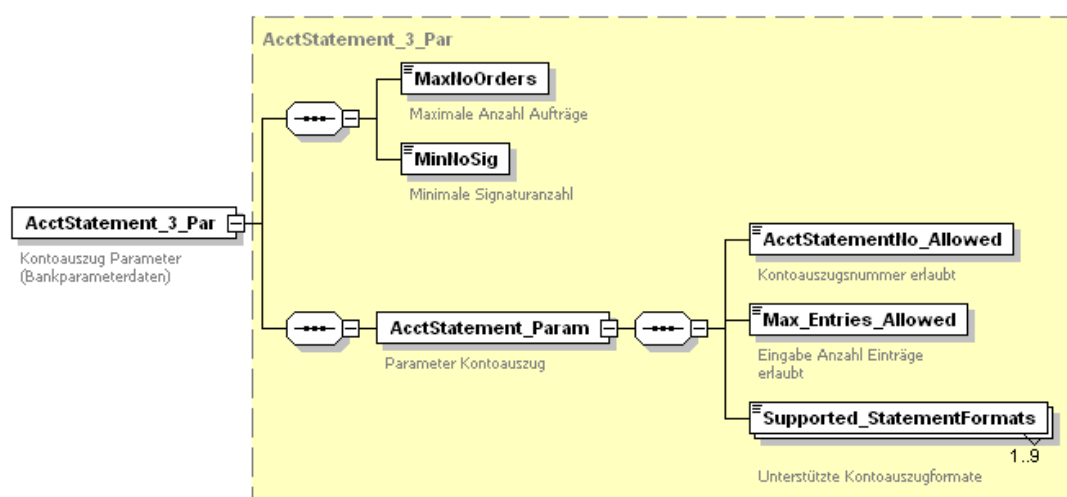 AcctStatement_3_Par
MaxNoOrders
Maximale Anzahl Aufträge
MinNoSig
Minimale Signaturanzahl
AcctStatement_3_Par
Kontoauszug Parameter
(Bankparameterdaten)
AcctStatement_Param
Parameter Kontoauszug
AcctStatementNo_Allowed
Kontoauszugsnummer erlaubt
Max_Entries_Allowed
Eingabe Anzahl Einträge
erlaubt
Supported_StatementFormats
1..9
Unterstützte Kontoauszugformate